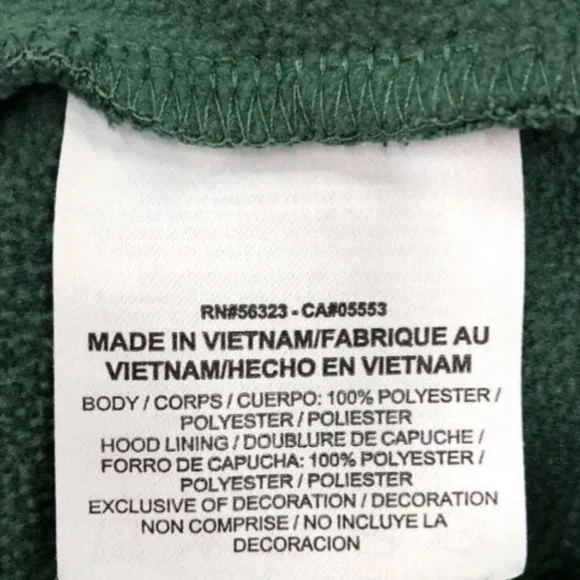 RN#56323 - CA#05553
MADE IN VIETNAM/FABRIQUE AU
VIETNAM/HECHO EN VIETNAM
BODY / CORPS / CUERPO: 100% POLYESTER /
POLYESTER / POLIESTER
HOOD LINING / DOUBLURE DE CAPUCHE /
FORRO DE CAPUCHA: 100% POLYESTER /
POLYESTER / POLIESTER
EXCLUSIVE OF DECORATION / DECORATION
NON COMPRISE / NO INCLUYE LA
DECORACION